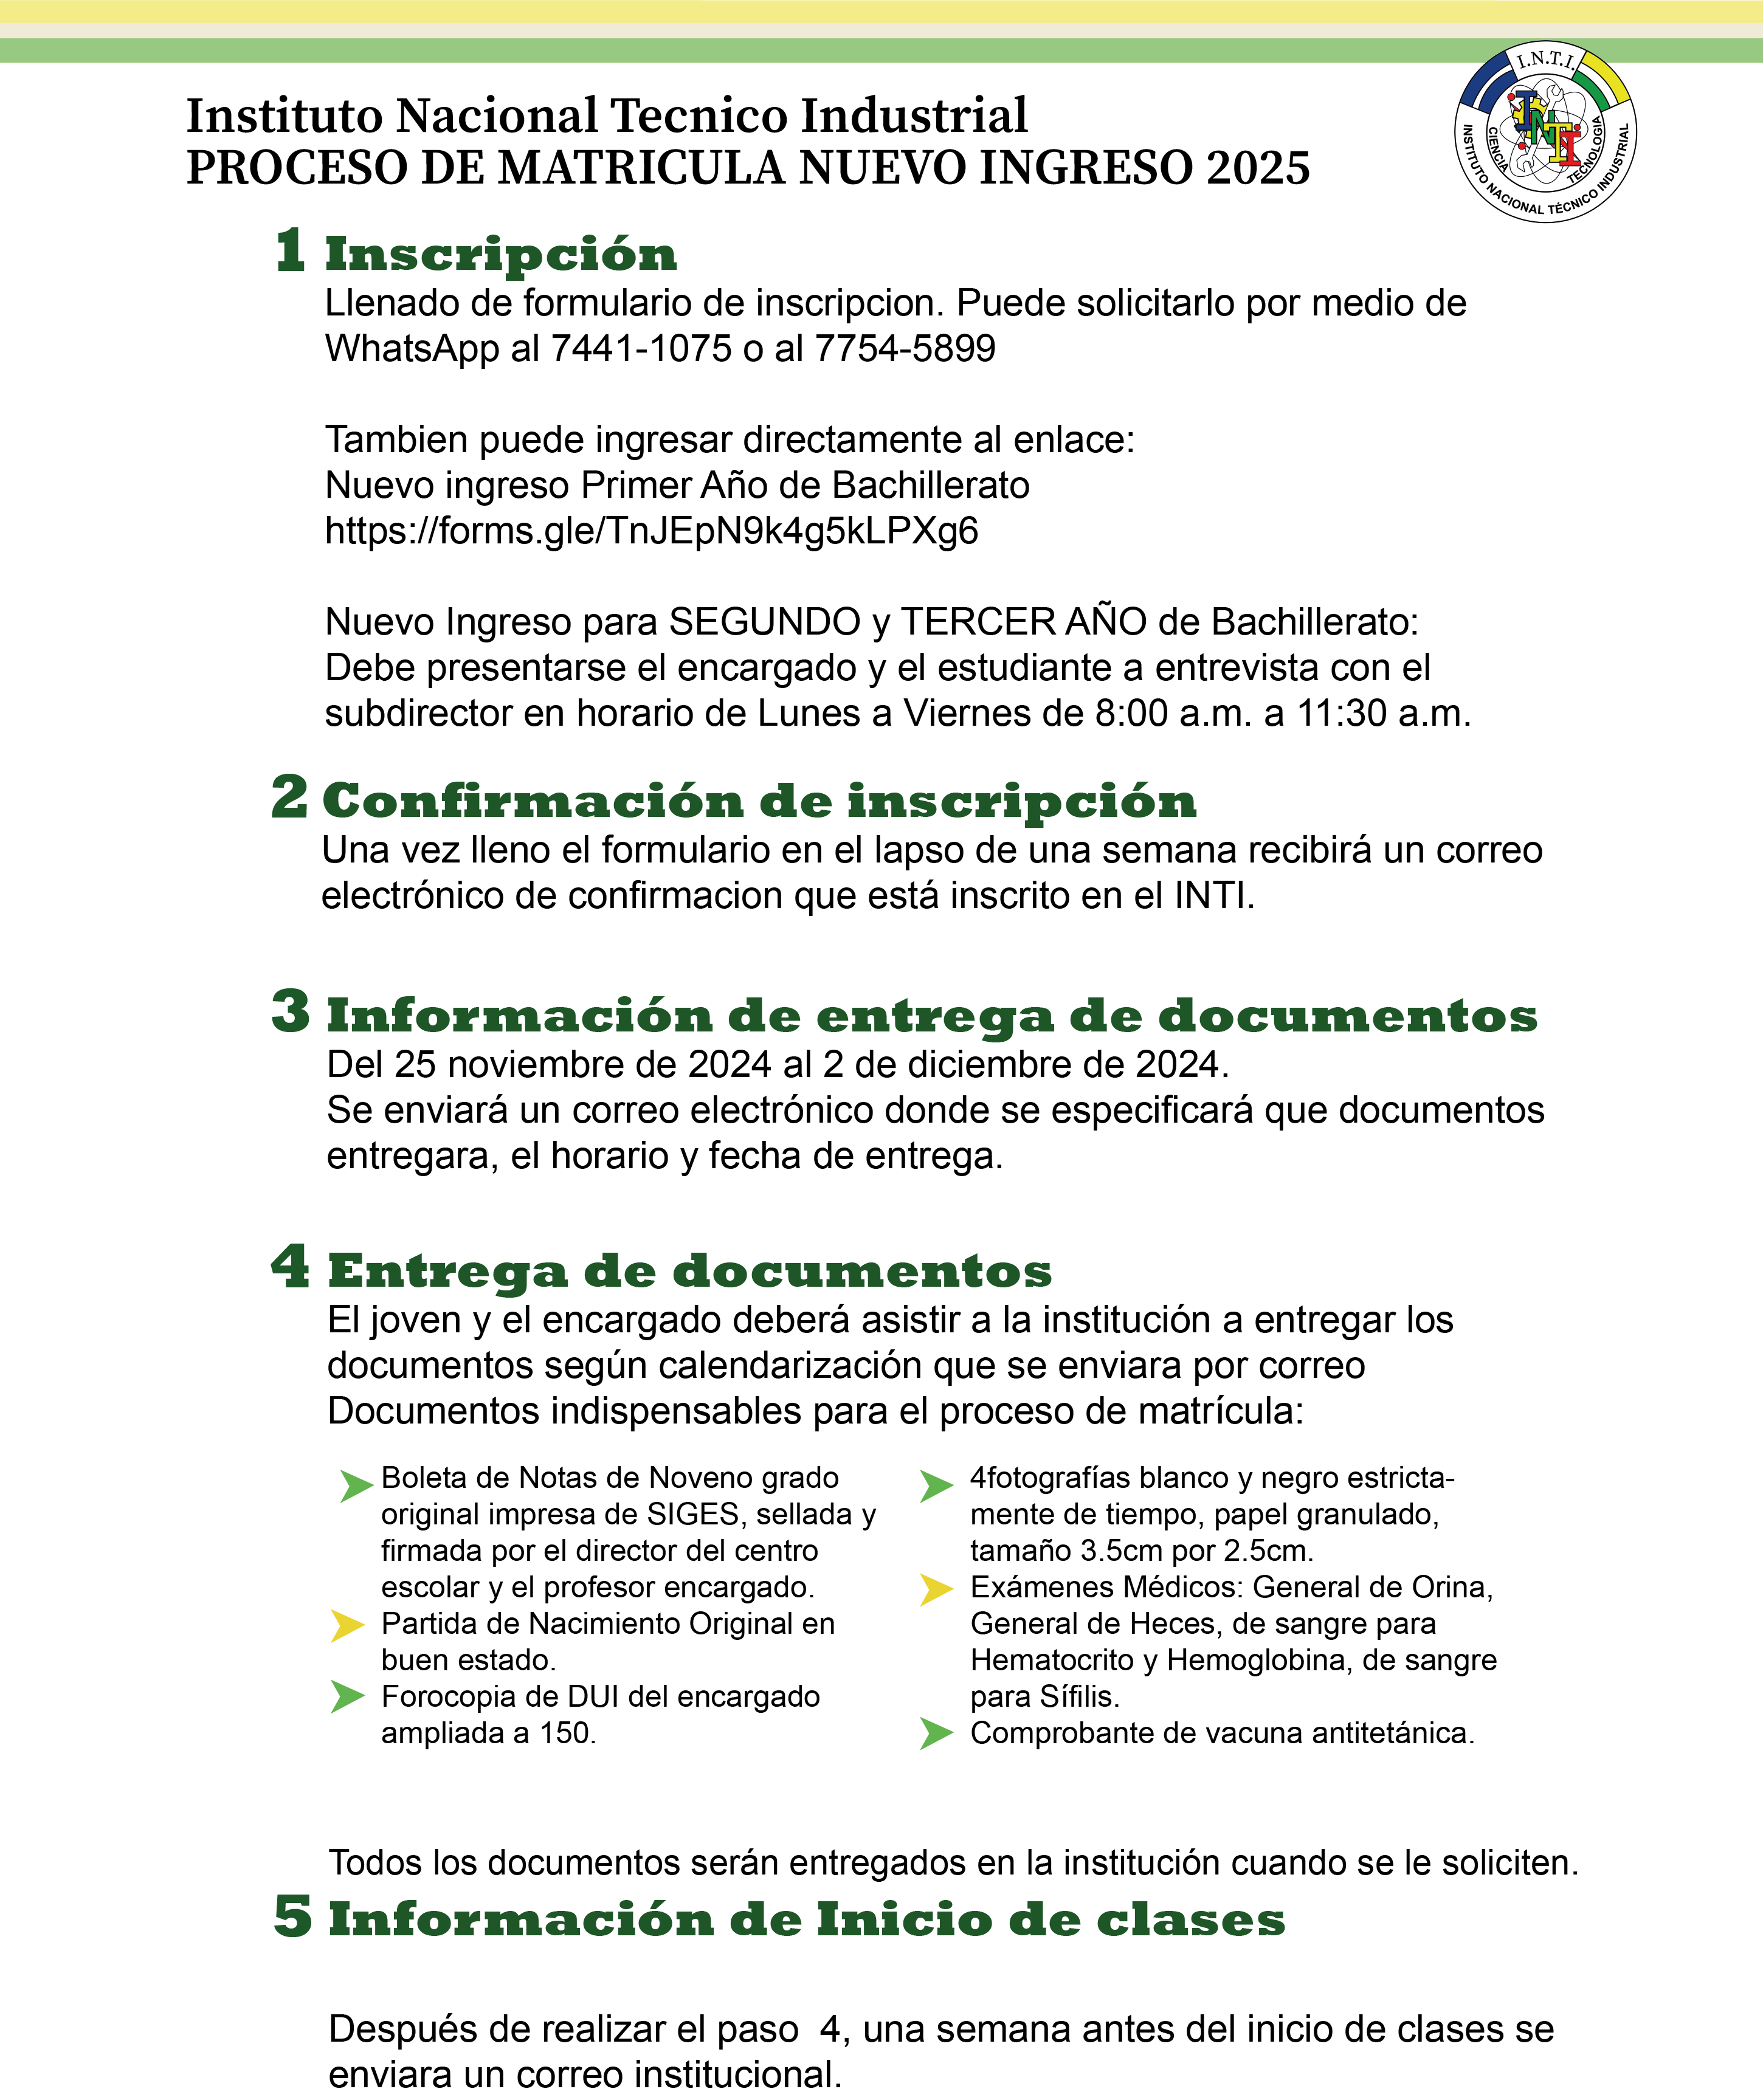 I.N.T.I.
INTI
CIENCIA
TECNOLOGIA
INSTITUTO NACIONAL TÉCNICO INDUSTRIAL
Instituto Nacional Tecnico Industrial
PROCESO DE MATRICULA NUEVO INGRESO 2025
1 Inscripción
Llenado de formulario de inscripcion. Puede solicitarlo por medio de
WhatsApp al 7441-1075 o al 7754-5899
Tambien puede ingresar directamente al enlace:
Nuevo ingreso Primer Año de Bachillerato
https://forms.gle/TnJEpN9k4g5kLPXg6
Nuevo Ingreso para SEGUNDO y TERCER AÑO de Bachillerato:
Debe presentarse el encargado y el estudiante a entrevista con el
subdirector en horario de Lunes a Viernes de 8:00 a.m. a 11:30 a.m.
2 Confirmación de inscripción
Una vez lleno el formulario en el lapso de una semana recibirá un correo
electrónico de confirmacion que está inscrito en el INTI.
3 Información de entrega de documentos
Del 25 noviembre de 2024 al 2 de diciembre de 2024.
Se enviará un correo electrónico donde se especificará que documentos
entregara, el horario y fecha de entrega.
4 Entrega de documentos
El joven y el encargado deberá asistir a la institución a entregar los
documentos según calendarización que se enviara por correo
Documentos indispensables para el proceso de matrícula:
Boleta de Notas de Noveno grado
original impresa de SIGES, sellada y
firmada por el director del centro
escolar y el profesor encargado.
Partida de Nacimiento Original en
buen estado.
Forocopia de DUI del encargado
ampliada a 150.
4fotografías blanco y negro estricta-
mente de tiempo, papel granulado,
tamaño 3.5cm por 2.5cm.
Exámenes Médicos: General de Orina,
General de Heces, de sangre para
Hematocrito y Hemoglobina, de sangre
para Sífilis.
Comprobante de vacuna antitetánica.
Todos los documentos serán entregados en la institución cuando se le soliciten.
5 Información de Inicio de clases
Después de realizar el paso  4, una semana antes del inicio de clases se
enviara un correo institucional.